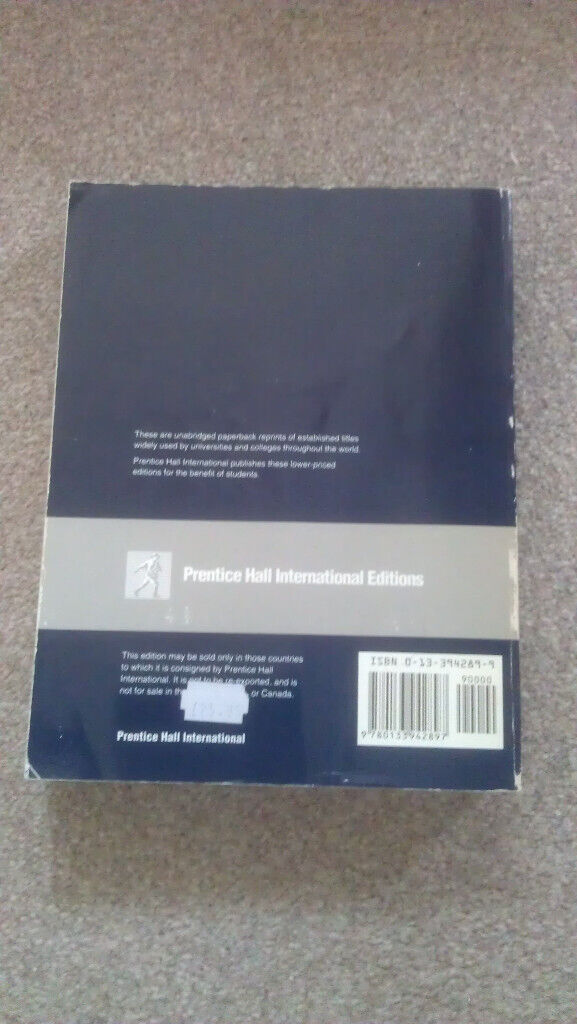 These are unabridged paperback reprints of established titles
widely used by universities and colleges throughout the world.
Prentice Hall International publishes these lower-priced
editions for the benefit of students.
Prentice Hall International Editions
This edition may be sold only in those countries
to which it is consigned by Prentice Hall
International. It is not to be re-exported, and is
not for sale in the or Canada.
Prentice Hall International
ISBN 0-13-394289-9
90000
9 780133 942897